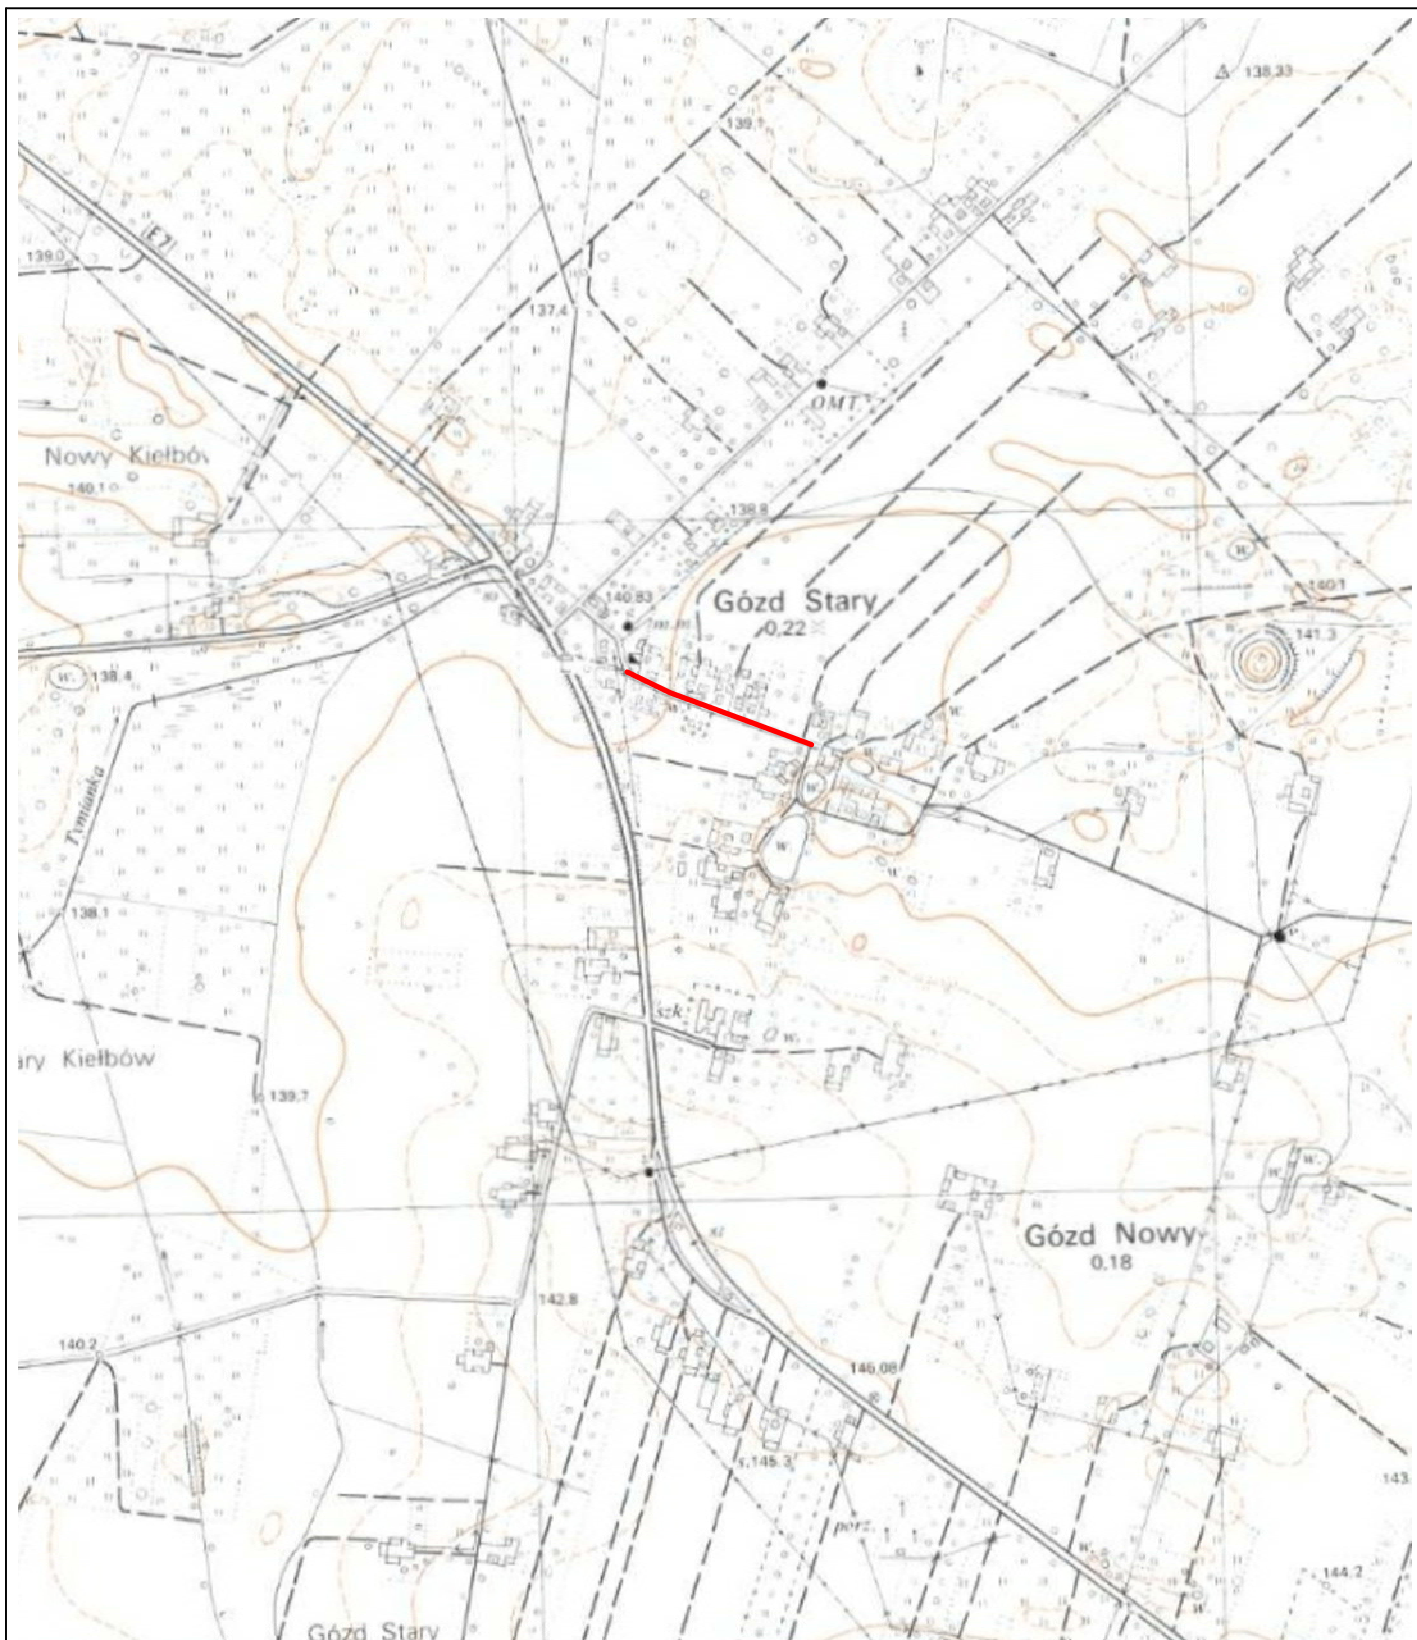 138.33
139.1
E7
139.0
137.4
OMT.
Nowy Kiełbów
140.1
138.8
W.
140.1
Gózd Stary
0.22
140.83
141.3
W.
138.4
W.
W.
Tymianka
W.
138.1
szk.
w.
ary Kiełbów
139.7
W.
W.
Gózd Nowy
0.18
142.8
140.2
146.08
s.145.3
143.
porz.
w.
144.2
w.
Gózd Stary